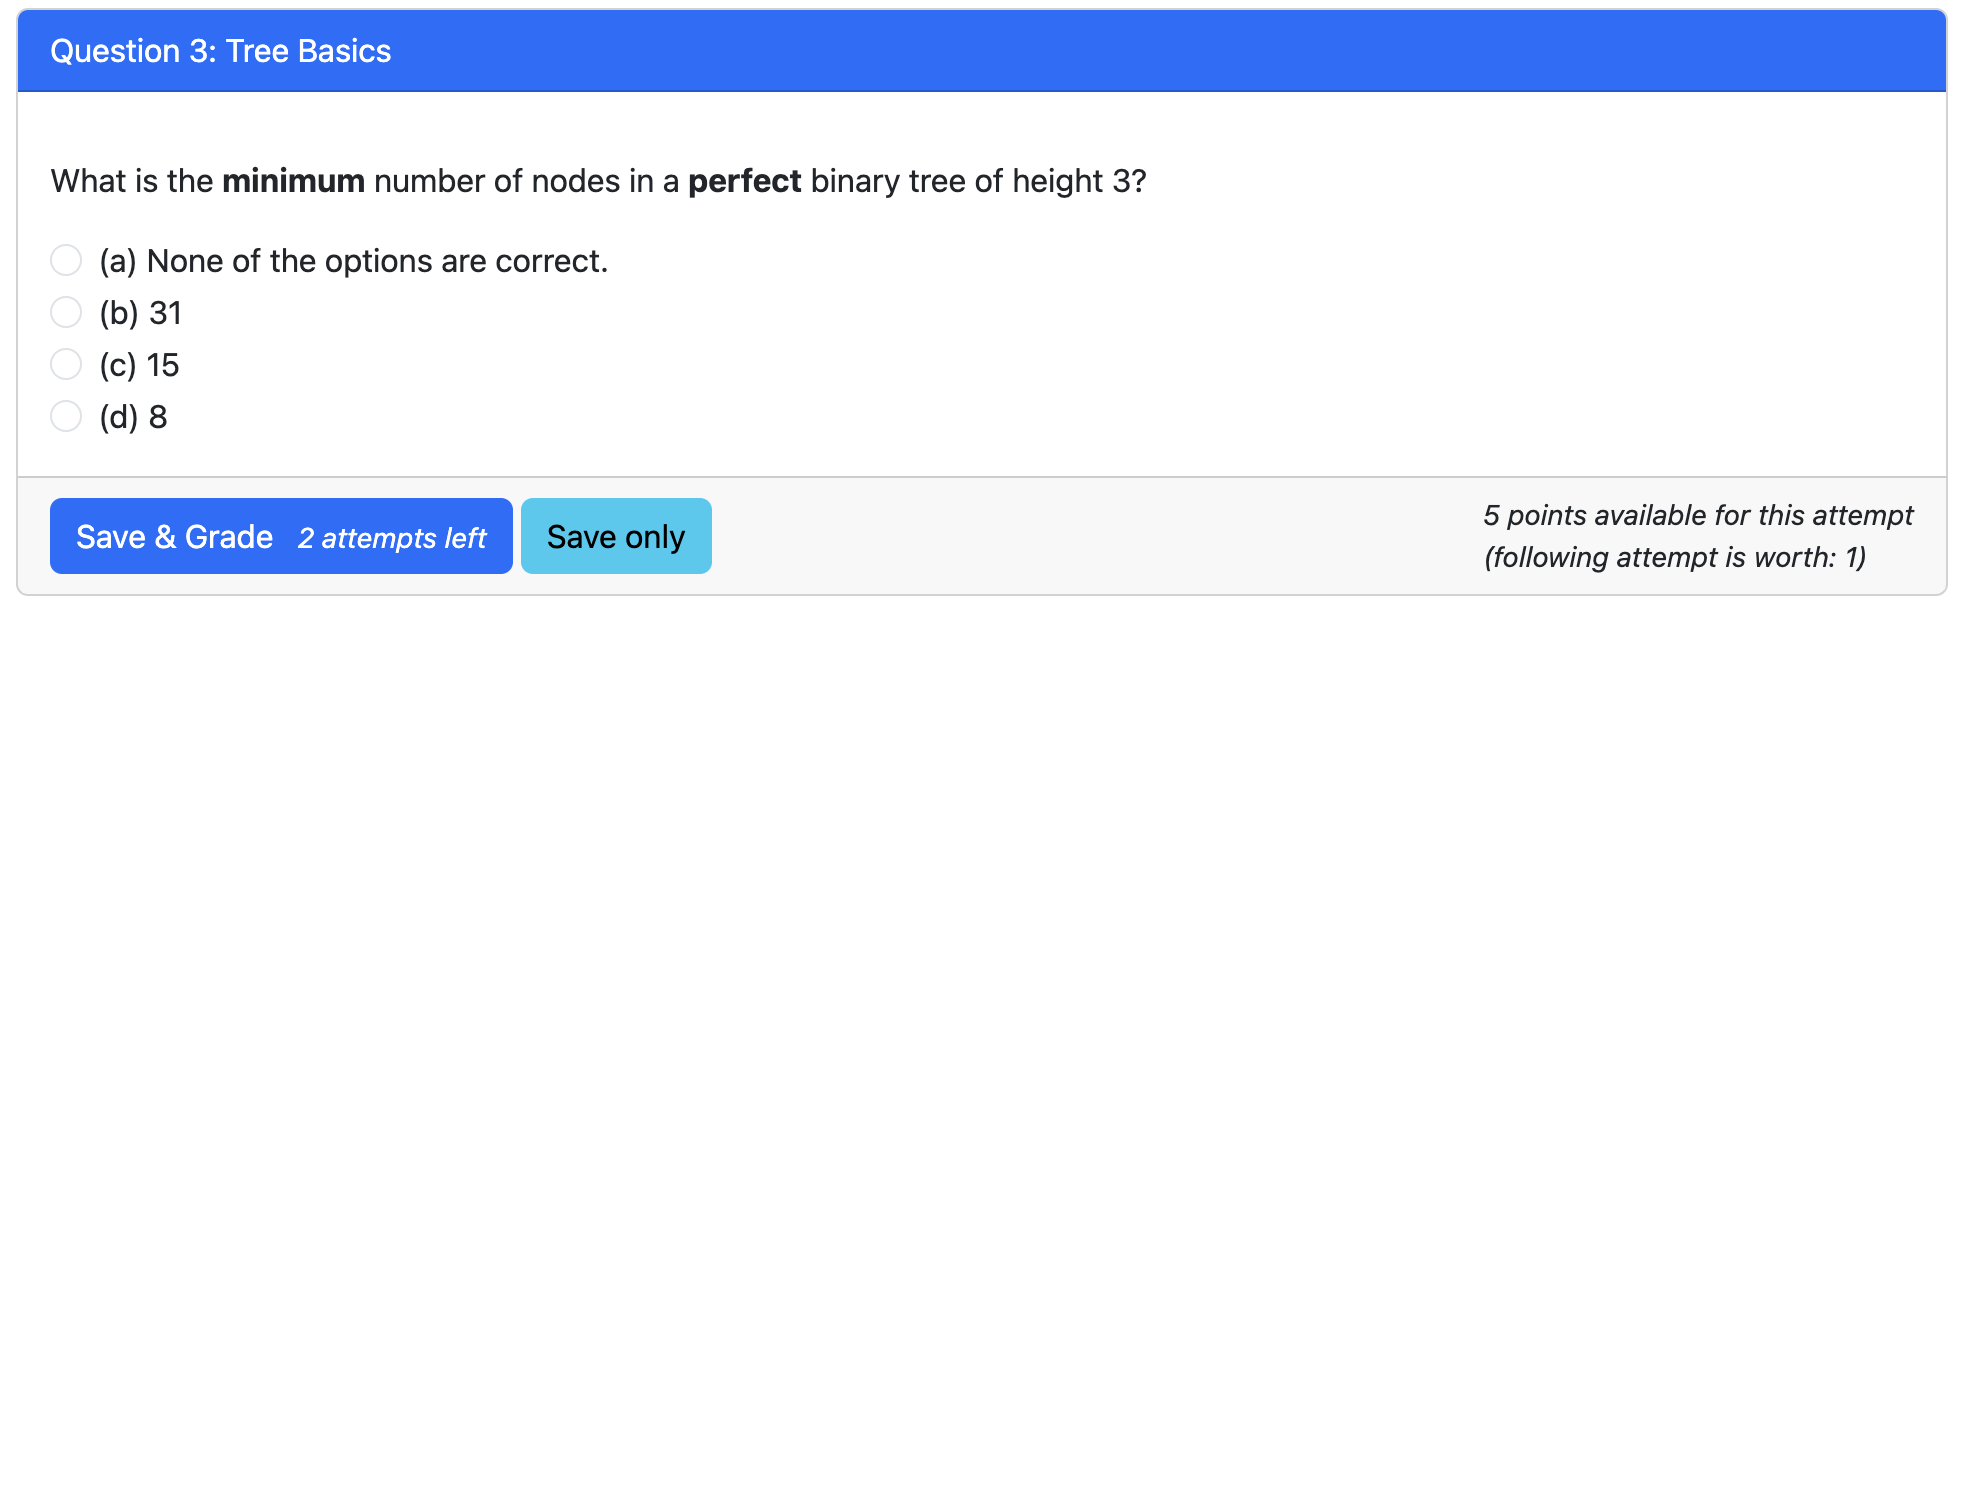 Question 3: Tree Basics
What is the minimum number of nodes in a perfect binary tree of height 3?
(a) None of the options are correct.
(b) 31
(c) 15
(d) 8
Save & Grade 2 attempts left
Save only
5 points available for this attempt
(following attempt is worth: 1)